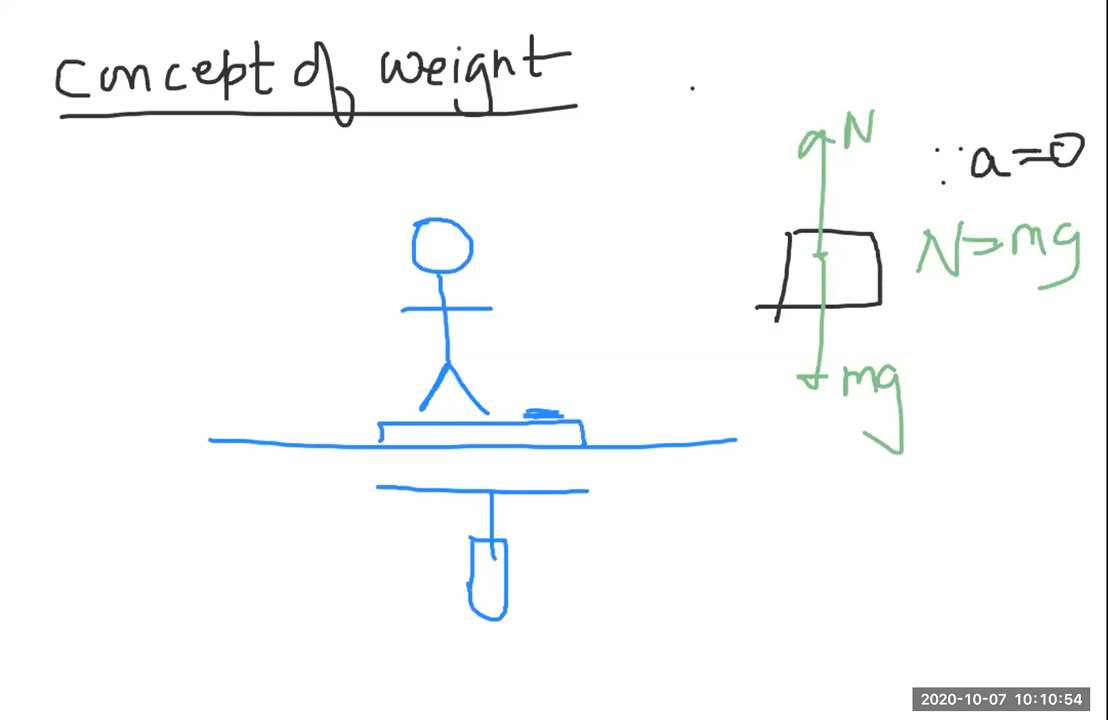 concept of weight
N
∵ a=0
N=mg
mg
2020-10-07 10:10:54